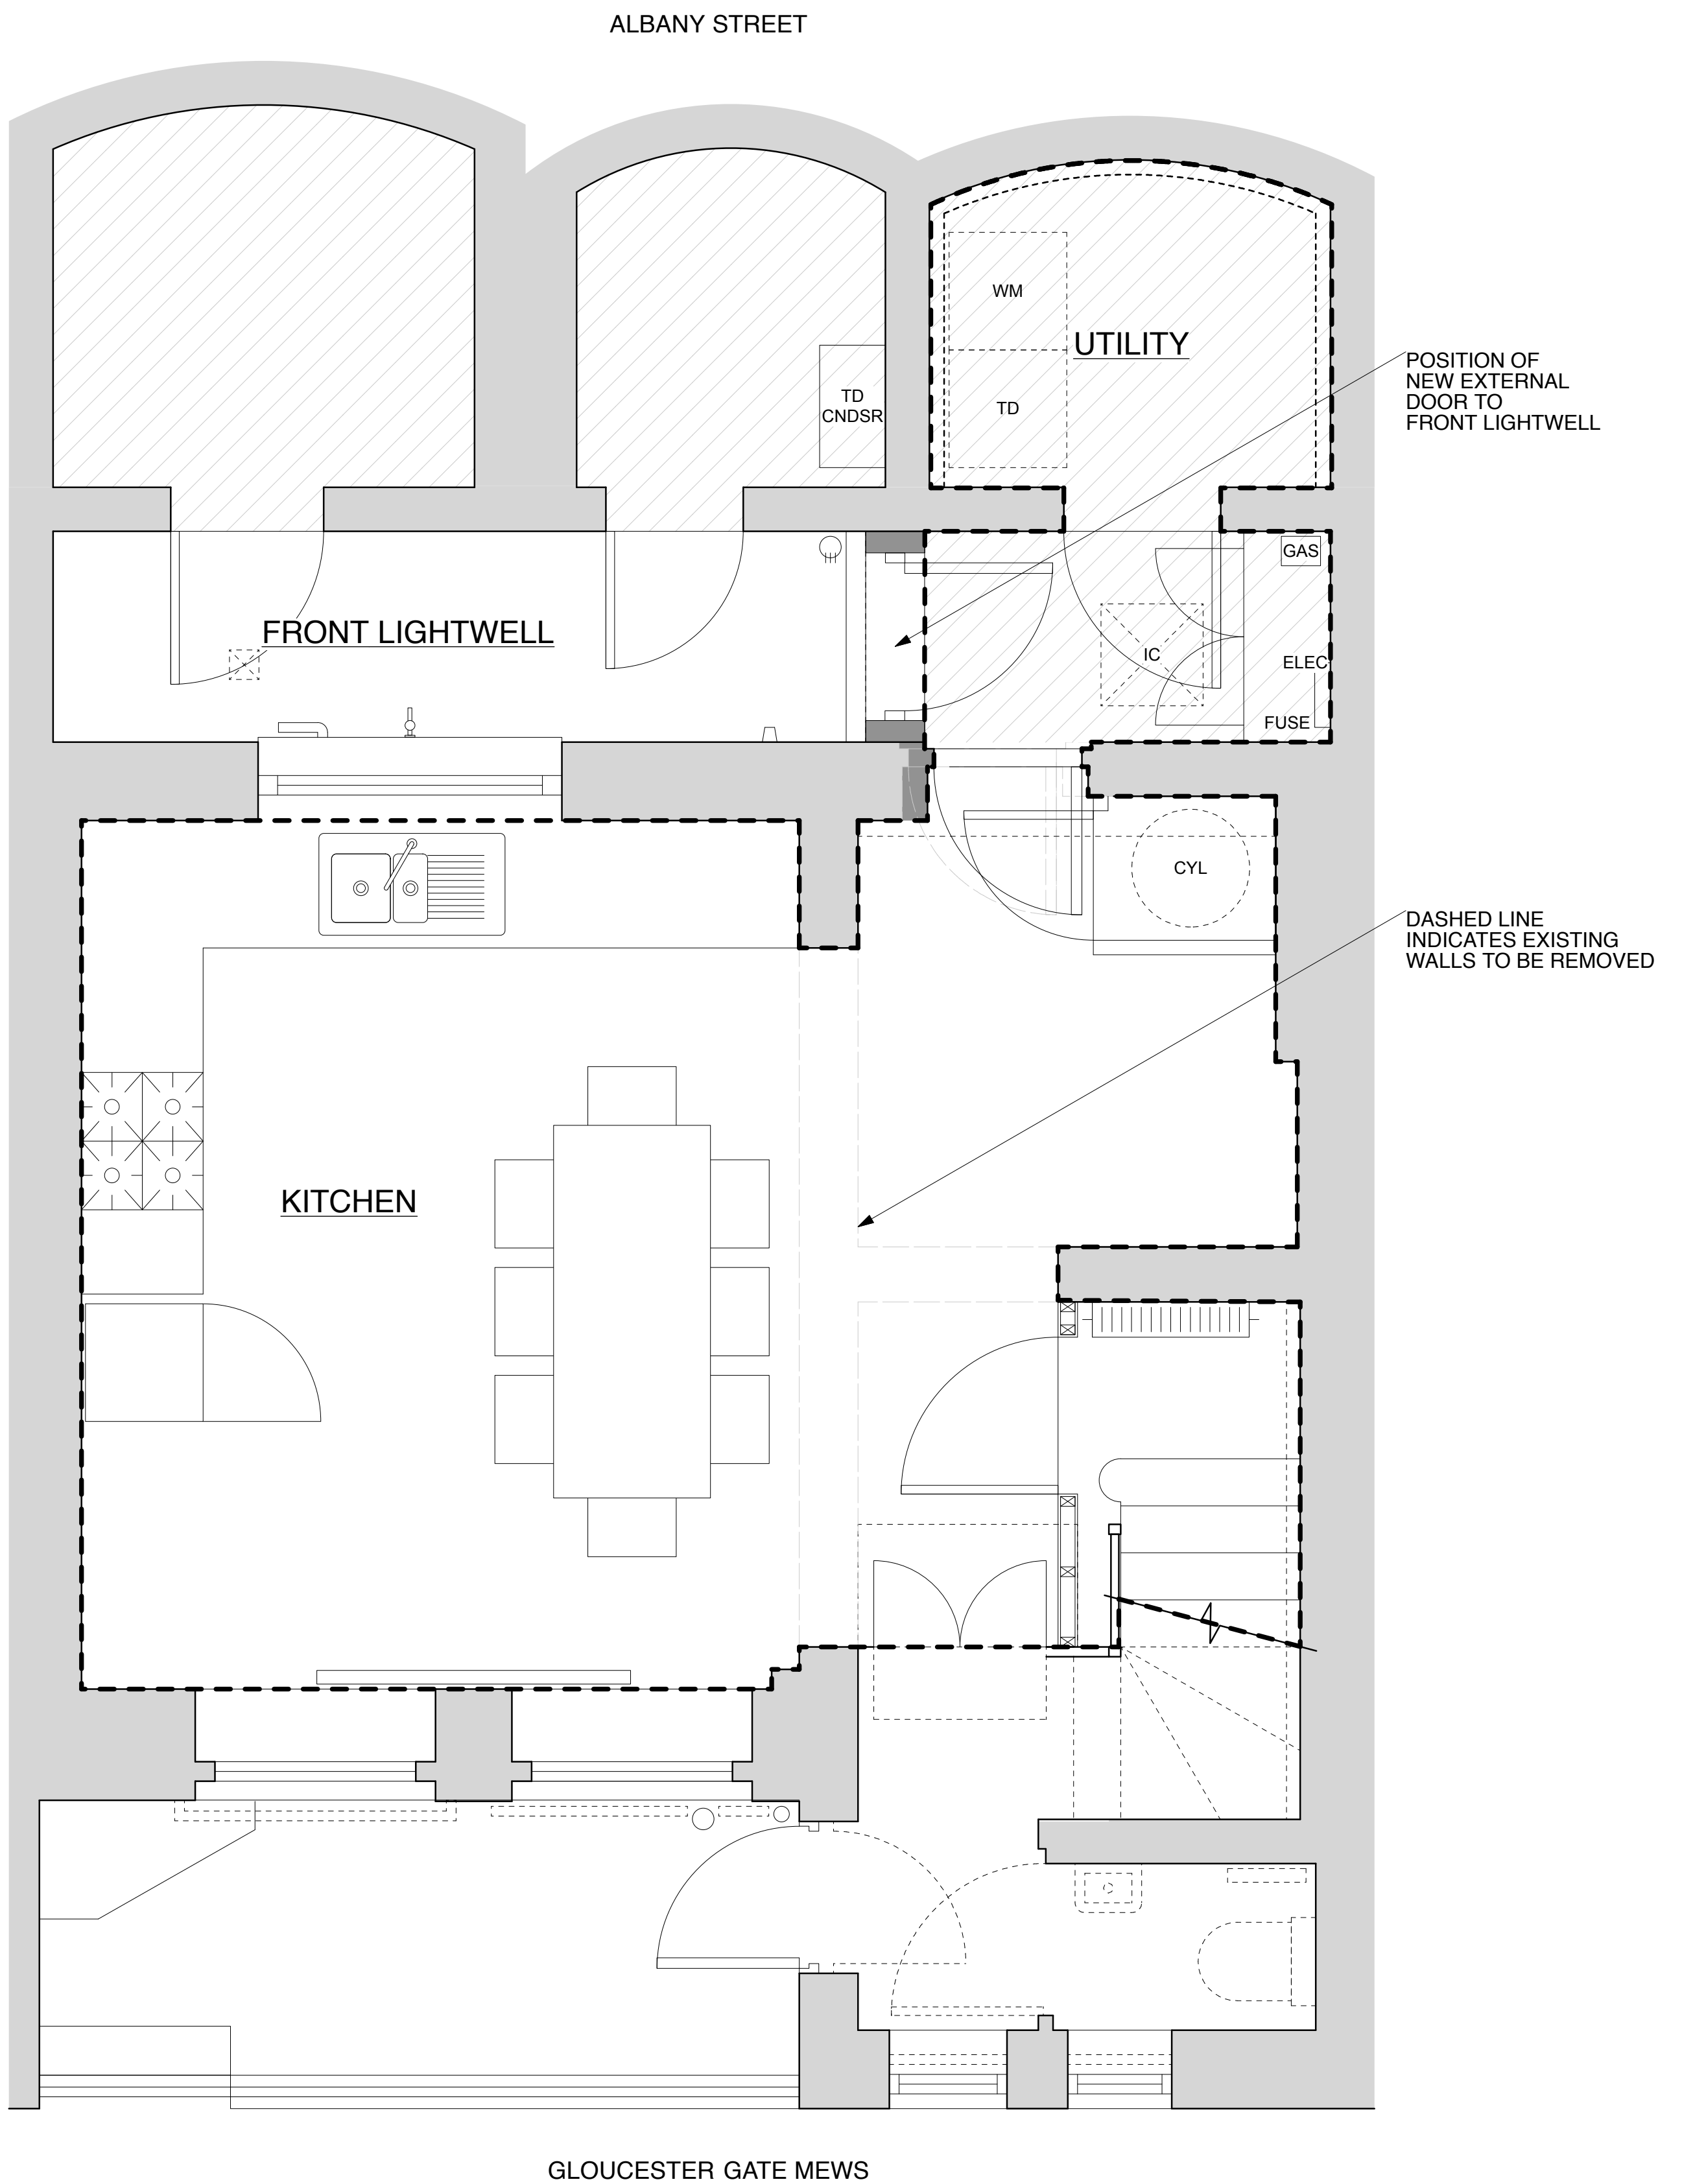 ALBANY STREET
WM
UTILITY
TD
TD
CNDSR
POSITION OF
NEW EXTERNAL
DOOR TO
FRONT LIGHTWELL
GAS
FRONT LIGHTWELL
IC
ELEC
FUSE
CYL
DASHED LINE
INDICATES EXISTING
WALLS TO BE REMOVED
KITCHEN
GLOUCESTER GATE MEWS